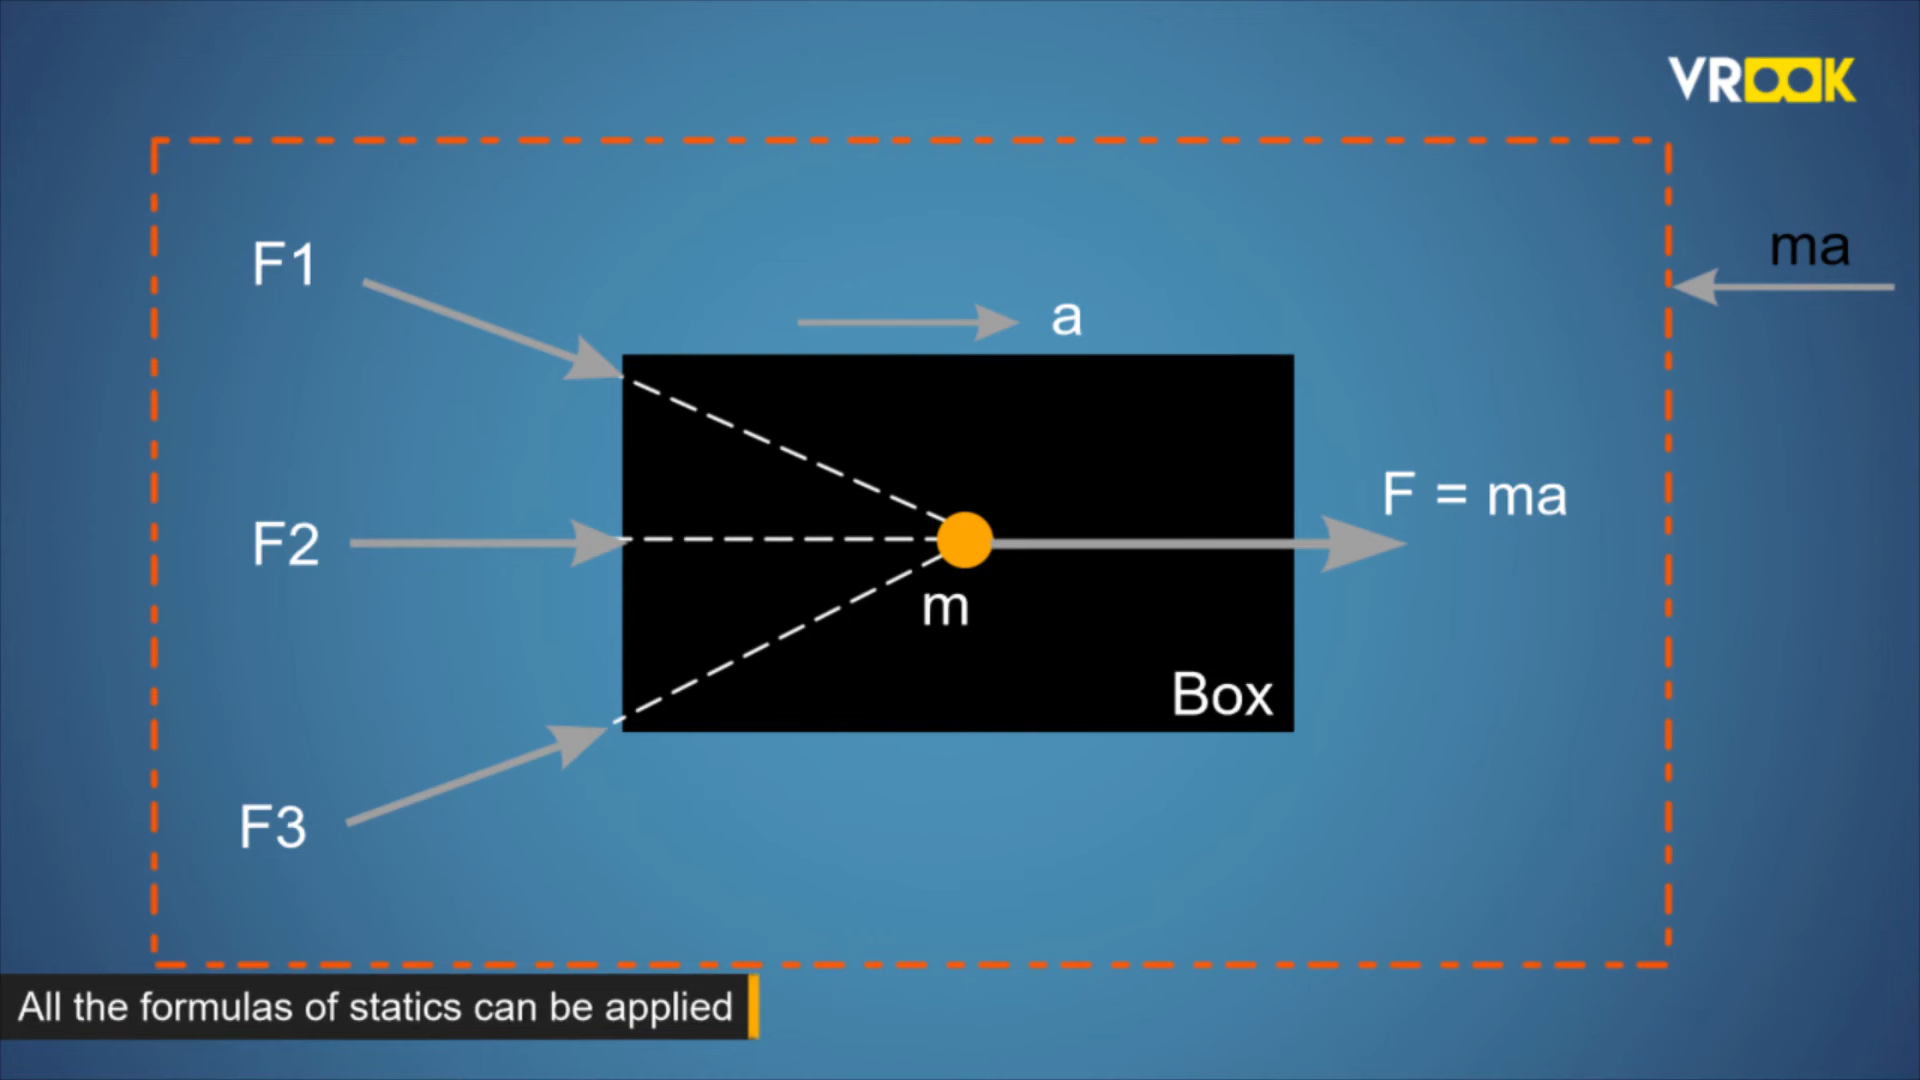 VROOK
F1
ma
a
F = ma
F2
m
Box
F3
All the formulas of statics can be applied